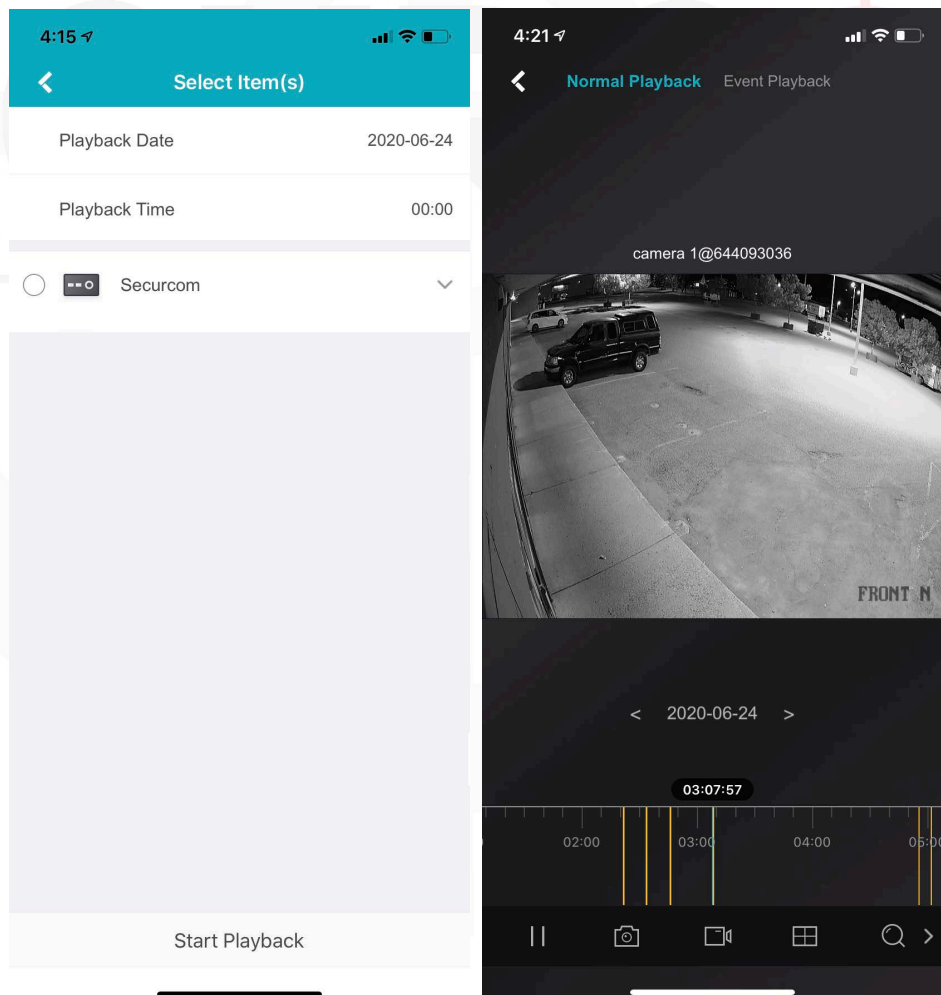 4:15
Select Item(s)
Playback Date 2020-06-24
Playback Time 00:00
Securcom
Start Playback
4:21
Normal Playback Event Playback
camera 1@644093036
FRONT N
< 2020-06-24 >
03:07:57
02:00 03:00 04:00 05:00